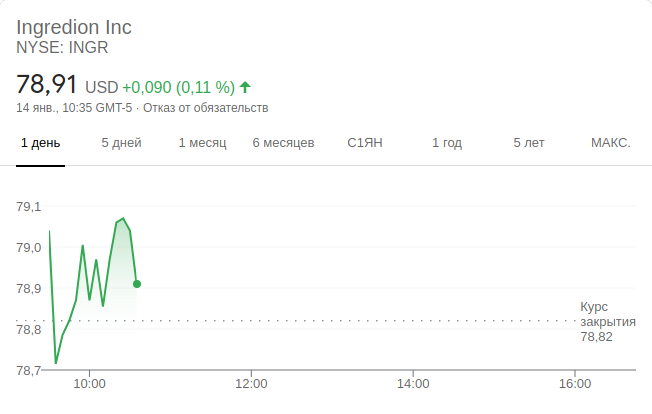 Ingredion Inc
NYSE: INGR
78,91 USD +0,090 (0,11 %)
14 янв., 10:35 GMT-5 · Отказ от обязательств
1 день 5 дней 1 месяц 6 месяцев С1ЯН 1 год 5 лет МАКС.
79,1
79,0
78,9
78,8
78,7
Курс
закрытия
78,82
10:00 12:00 14:00 16:00